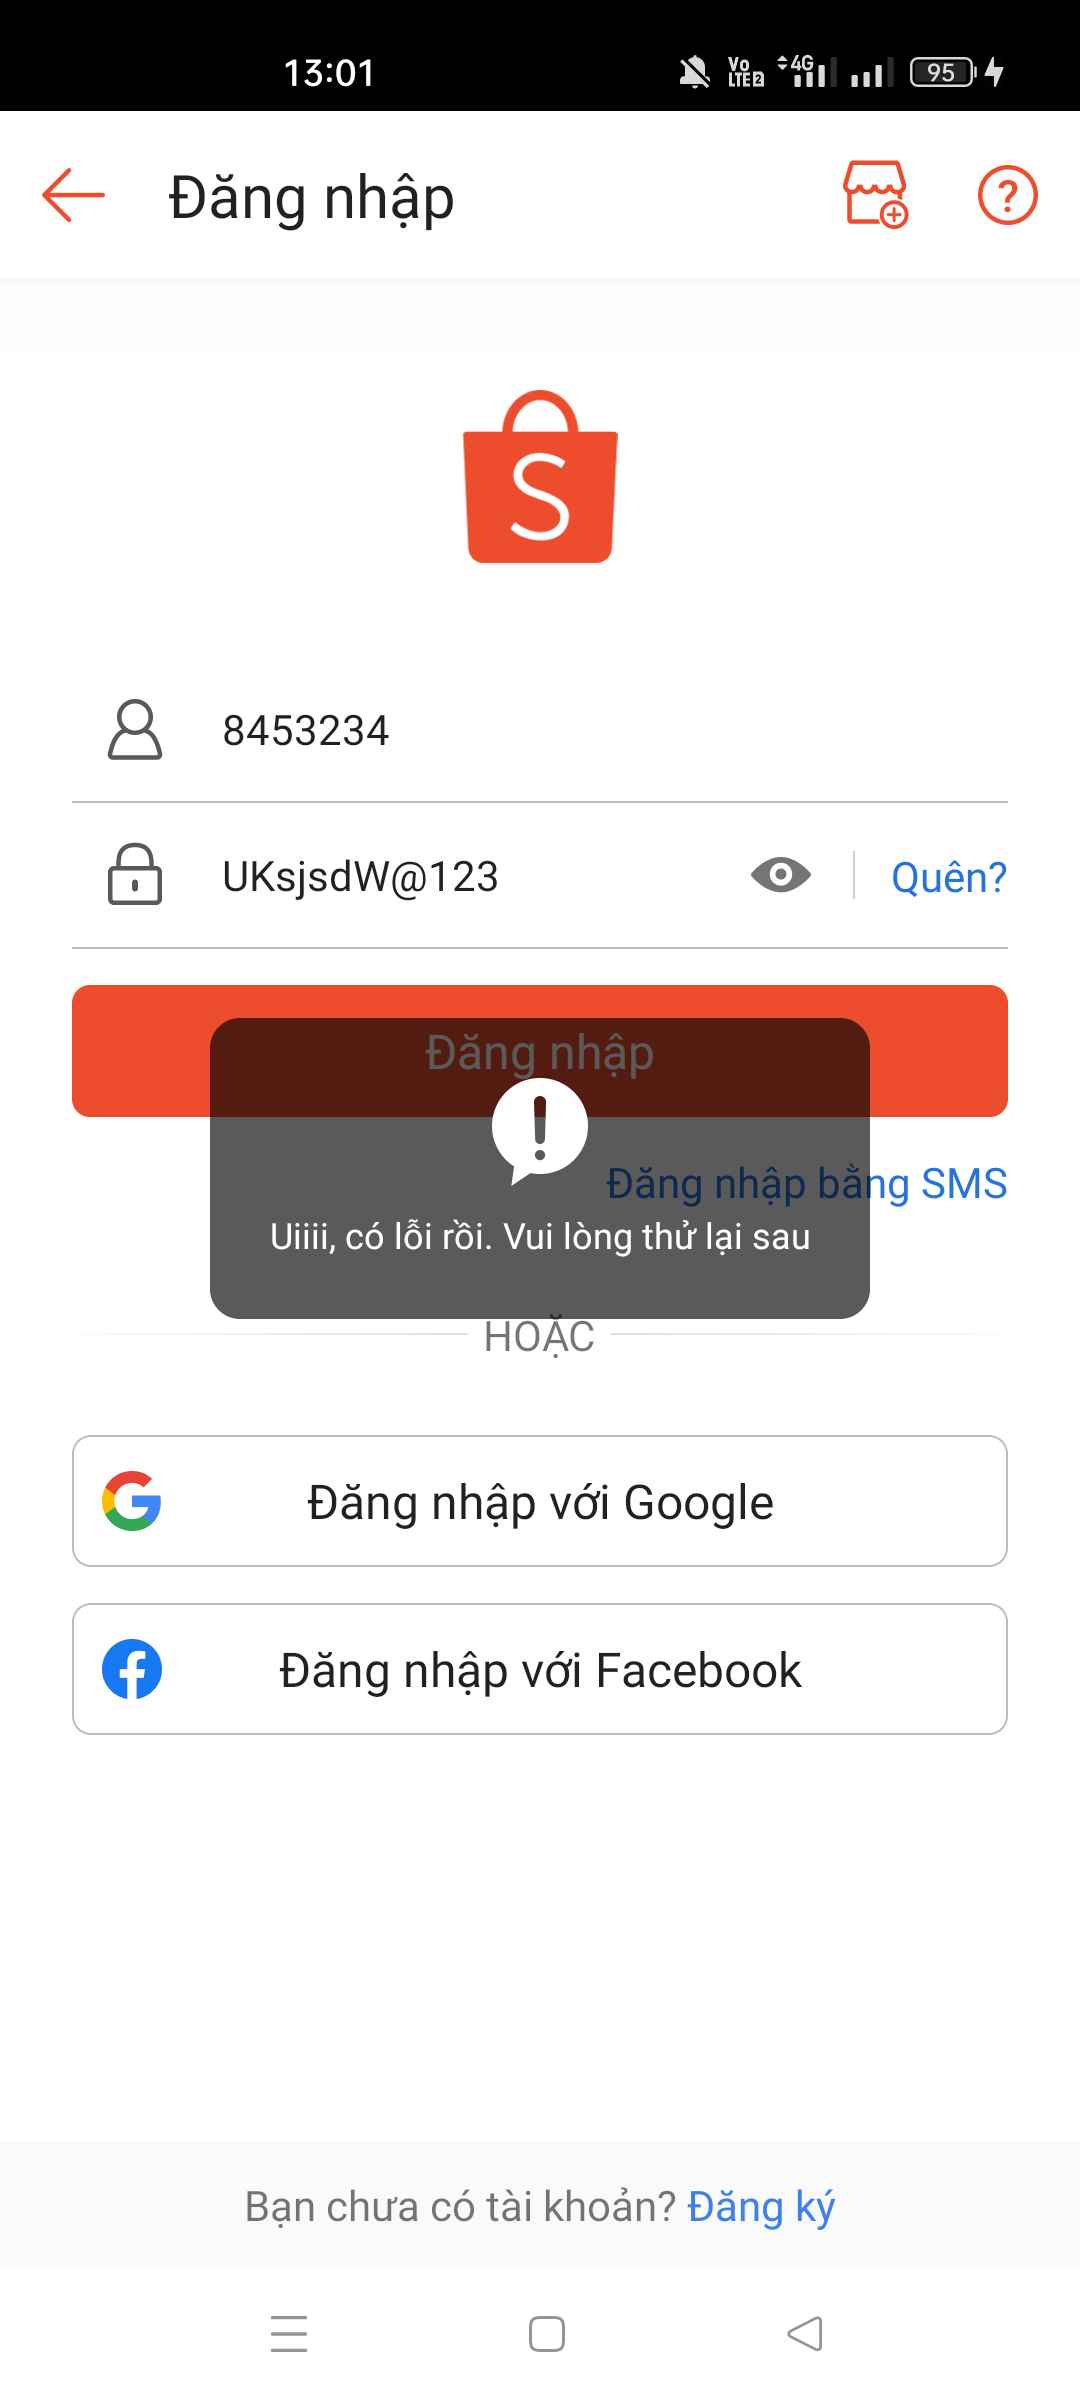 13:01
Vo
LTE 2
4G
95
Đăng nhập
?
S
8453234
UKsjsdW@123
Quên?
Đăng nhập
Đăng nhập bằng SMS
Uiiii, có lỗi rồi. Vui lòng thử lại sau
HOẶC
Đăng nhập với Google
Đăng nhập với Facebook
Bạn chưa có tài khoản? Đăng ký